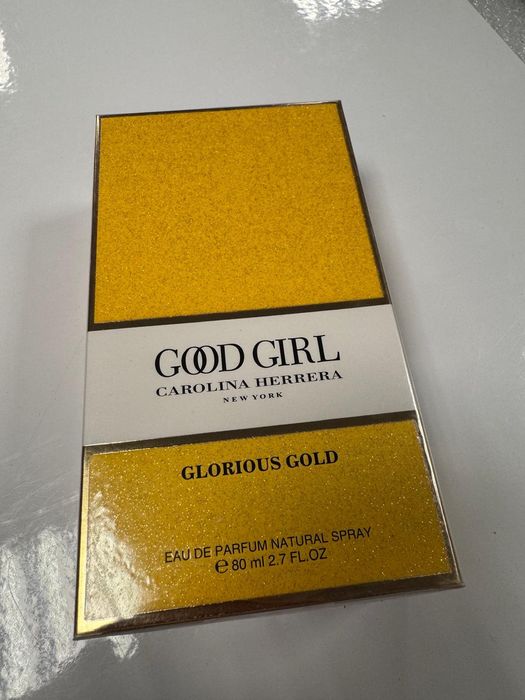 GOOD GIRL
CAROLINA HERRERA
NEW YORK
GLORIOUS GOLD
EAU DE PARFUM NATURAL SPRAY
℮ 80 ml 2.7 FL.OZ